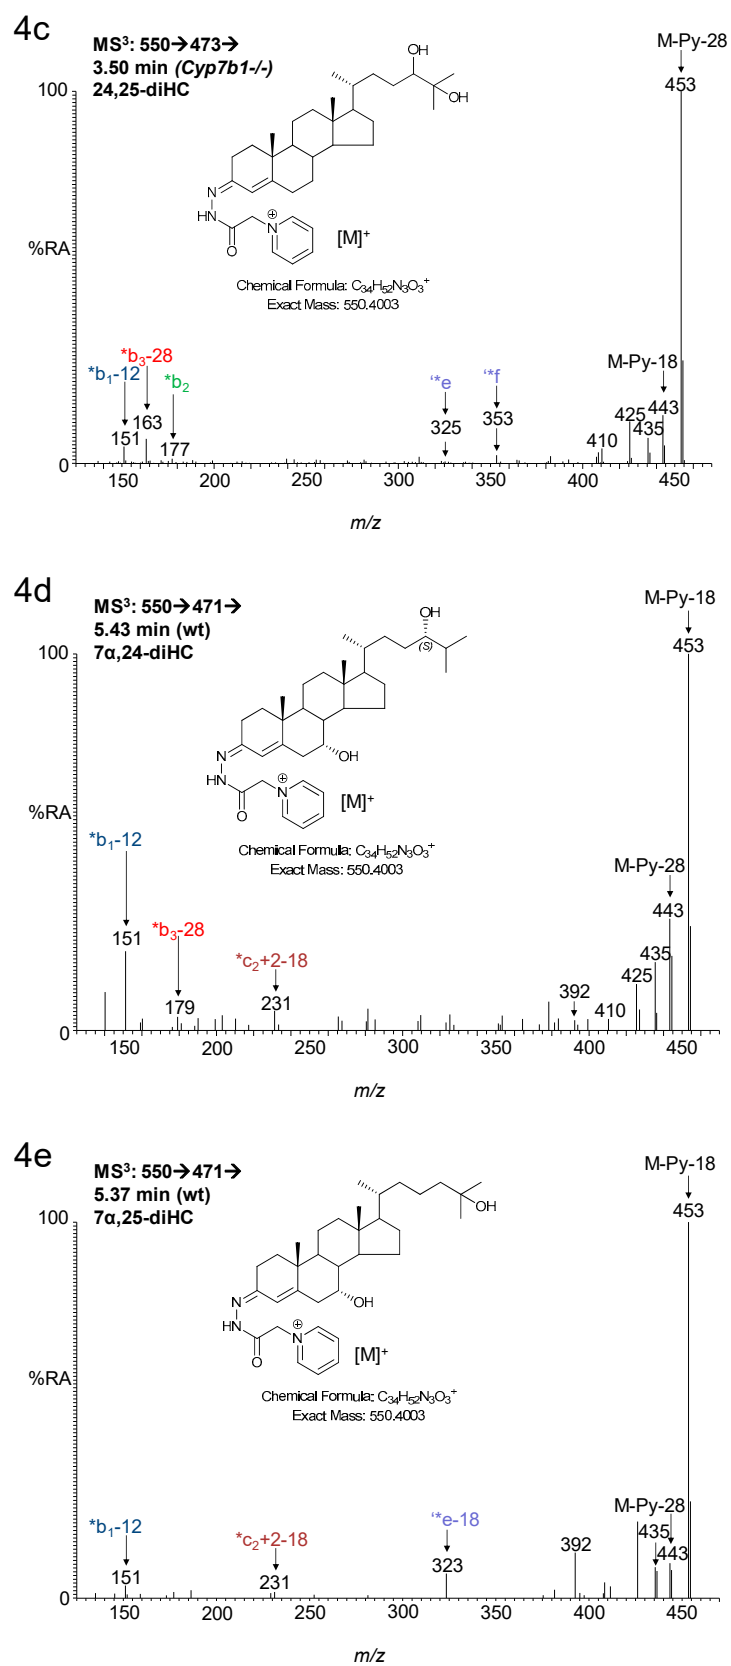 4c
MS³: 550→473→
3.50 min (Cyp7b1-/-)
24,25-diHC
OH
OH
M-Py-28
453
100
N
HN
O
N
⊕
[M]⁺
Chemical Formula: C₃₄H₅₂N₃O₃⁺
Exact Mass: 550.4003
%RA
*b₃-28
*b₁-12
*b₂
‘*e
‘*f
M-Py-18
151
163
177
325
353
410
425
435
443
0
150 200 250 300 350 400 450
m/z
4d
MS³: 550→471→
5.43 min (wt)
7α,24-diHC
OH
(S)
M-Py-18
453
100
N
HN
O
OH
N
⊕
[M]⁺
Chemical Formula: C₃₄H₅₂N₃O₃⁺
Exact Mass: 550.4003
%RA
*b₁-12
*b₃-28
*c₂+2-18
M-Py-28
151
179
231
392
410
425
435
443
0
150 200 250 300 350 400 450
m/z
4e
MS³: 550→471→
5.37 min (wt)
7α,25-diHC
OH
M-Py-18
453
100
N
HN
O
OH
N
⊕
[M]⁺
Chemical Formula: C₃₄H₅₂N₃O₃⁺
Exact Mass: 550.4003
%RA
*b₁-12
*c₂+2-18
‘*e-18
M-Py-28
151
231
323
392
435
443
0
150 200 250 300 350 400 450
m/z